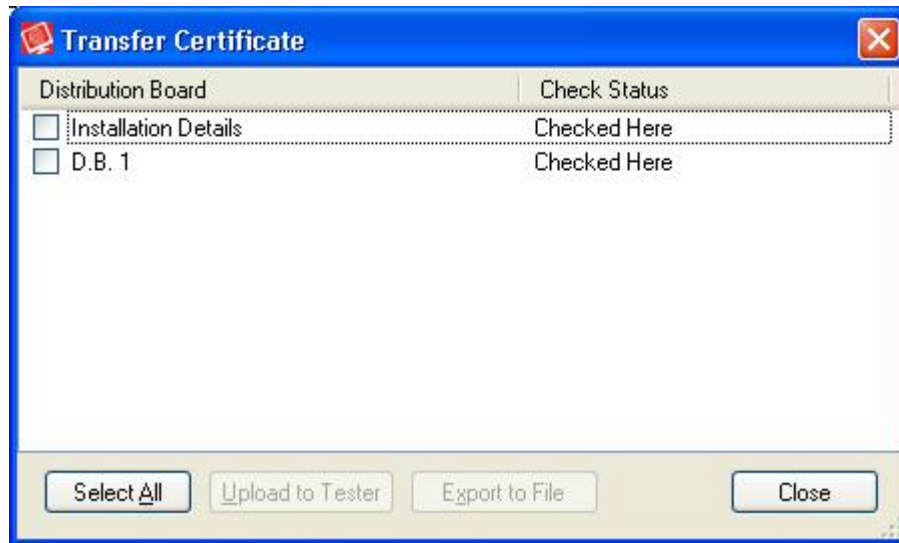 Transfer Certificate
Distribution Board Check Status
Installation Details Checked Here
D.B. 1 Checked Here
Select All Upload to Tester Export to File Close